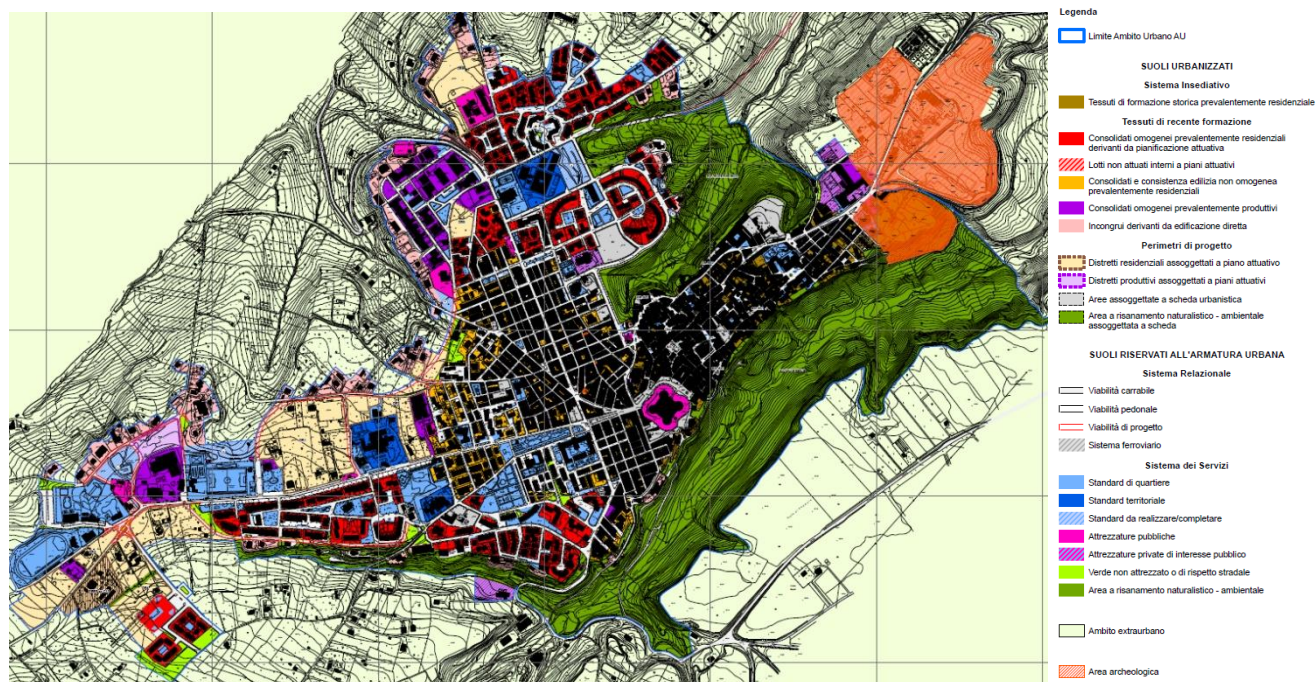 Legenda
Limite Ambito Urbano AU
SUOLI URBANIZZATI
Sistema Insediativo
Tessuti di formazione storica prevalentemente residenziale
Tessuti di recente formazione
Consolidati omogenei prevalentemente residenziali
derivanti da pianificazione attuativa
Lotti non attuati interni a piani attuativi
Consolidati e consistenza edilizia non omogenea
prevalentemente residenziali
Consolidati omogenei prevalentemente produttivi
Incongrui derivanti da edificazione diretta
Perimetri di progetto
Distretti residenziali assoggettati a piano attuativo
Distretti produttivi assoggettati a piani attuativi
Aree assoggettate a scheda urbanistica
Area a risanamento naturalistico - ambientale
assoggettata a scheda
SUOLI RISERVATI ALL'ARMATURA URBANA
Sistema Relazionale
Viabilità carrabile
Viabilità pedonale
Viabilità di progetto
Sistema ferroviario
Sistema dei Servizi
Standard di quartiere
Standard territoriale
Standard da realizzare/completare
Attrezzature pubbliche
Attrezzature private di interesse pubblico
Verde non attrezzato o di rispetto stradale
Area a risanamento naturalistico - ambientale
Ambito extraurbano
Area archeologica